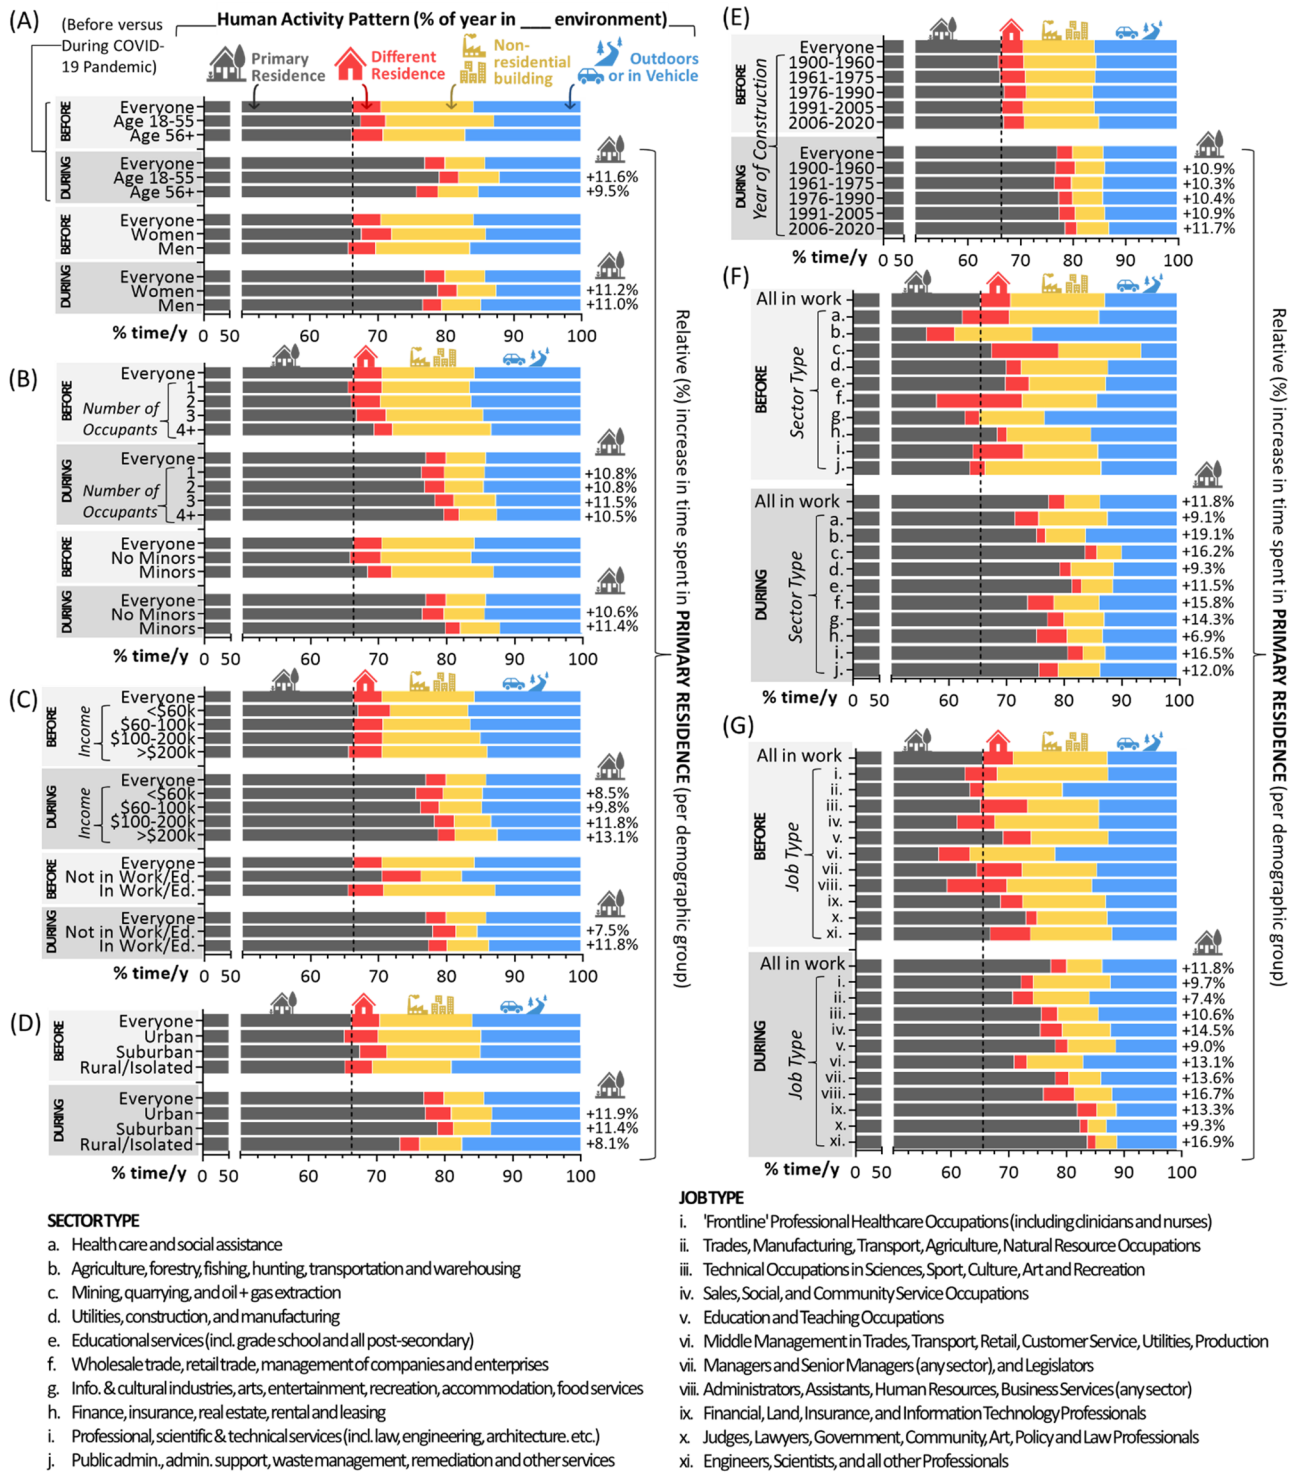 (A)
(Before versus
During COVID-
19 Pandemic)
Human Activity Pattern (% of year in ___ environment)
Primary
Residence
Different
Residence
Non-
residential
building
Outdoors
or in Vehicle
BEFORE
Everyone
Age 18-55
Age 56+
DURING
Everyone
Age 18-55 +11.6%
Age 56+ +9.5%
BEFORE
Everyone
Women
Men
DURING
Everyone
Women +11.2%
Men +11.0%
% time/y 0 50 60 70 80 90 100
(B)
BEFORE
Number of
Occupants
Everyone
1
2
3
4+
DURING
Number of
Occupants
Everyone
1 +10.8%
2 +10.8%
3 +11.5%
4+ +10.5%
BEFORE
Everyone
No Minors
Minors
DURING
Everyone
No Minors +10.6%
Minors +11.4%
% time/y 0 50 60 70 80 90 100
(C)
BEFORE
Income
Everyone
<$60k
$60-100k
$100-200k
>$200k
DURING
Income
Everyone
<$60k +8.5%
$60-100k +9.8%
$100-200k +11.8%
>$200k +13.1%
BEFORE
Everyone
Not in Work/Ed.
In Work/Ed.
DURING
Everyone
Not in Work/Ed. +7.5%
In Work/Ed. +11.8%
% time/y 0 50 60 70 80 90 100
(D)
BEFORE
Everyone
Urban
Suburban
Rural/Isolated
DURING
Everyone
Urban +11.9%
Suburban +11.4%
Rural/Isolated +8.1%
% time/y 0 50 60 70 80 90 100
Relative (%) increase in time spent in PRIMARY RESIDENCE (per demographic group)
(E)
BEFORE
DURING
Year of Construction
Everyone
1900-1960
1961-1975
1976-1990
1991-2005
2006-2020
Everyone
1900-1960 +10.9%
1961-1975 +10.3%
1976-1990 +10.4%
1991-2005 +10.9%
2006-2020 +11.7%
% time/y 0 50 60 70 80 90 100
(F)
BEFORE
Sector Type
All in work
a.
b.
c.
d.
e.
f.
g.
h.
i.
j.
DURING
Sector Type
All in work +11.8%
a. +9.1%
b. +19.1%
c. +16.2%
d. +9.3%
e. +11.5%
f. +15.8%
g. +14.3%
h. +6.9%
i. +16.5%
j. +12.0%
% time/y 0 50 60 70 80 90 100
(G)
BEFORE
Job Type
All in work
i.
ii.
iii.
iv.
v.
vi.
vii.
viii.
ix.
x.
xi.
DURING
Job Type
All in work +11.8%
i. +9.7%
ii. +7.4%
iii. +10.6%
iv. +14.5%
v. +9.0%
vi. +13.1%
vii. +13.6%
viii. +16.7%
ix. +13.3%
x. +9.3%
xi. +16.9%
% time/y 0 50 60 70 80 90 100
Relative (%) increase in time spent in PRIMARY RESIDENCE (per demographic group)
SECTOR TYPE
a. Health care and social assistance
b. Agriculture, forestry, fishing, hunting, transportation and warehousing
c. Mining, quarrying, and oil + gas extraction
d. Utilities, construction, and manufacturing
e. Educational services (incl. grade school and all post-secondary)
f. Wholesale trade, retail trade, management of companies and enterprises
g. Info. & cultural industries, arts, entertainment, recreation, accommodation, food services
h. Finance, insurance, real estate, rental and leasing
i. Professional, scientific & technical services (incl. law, engineering, architecture. etc.)
j. Public admin., admin. support, waste management, remediation and other services
JOB TYPE
i. 'Frontline' Professional Healthcare Occupations (including clinicians and nurses)
ii. Trades, Manufacturing, Transport, Agriculture, Natural Resource Occupations
iii. Technical Occupations in Sciences, Sport, Culture, Art and Recreation
iv. Sales, Social, and Community Service Occupations
v. Education and Teaching Occupations
vi. Middle Management in Trades, Transport, Retail, Customer Service, Utilities, Production
vii. Managers and Senior Managers (any sector), and Legislators
viii. Administrators, Assistants, Human Resources, Business Services (any sector)
ix. Financial, Land, Insurance, and Information Technology Professionals
x. Judges, Lawyers, Government, Community, Art, Policy and Law Professionals
xi. Engineers, Scientists, and all other Professionals